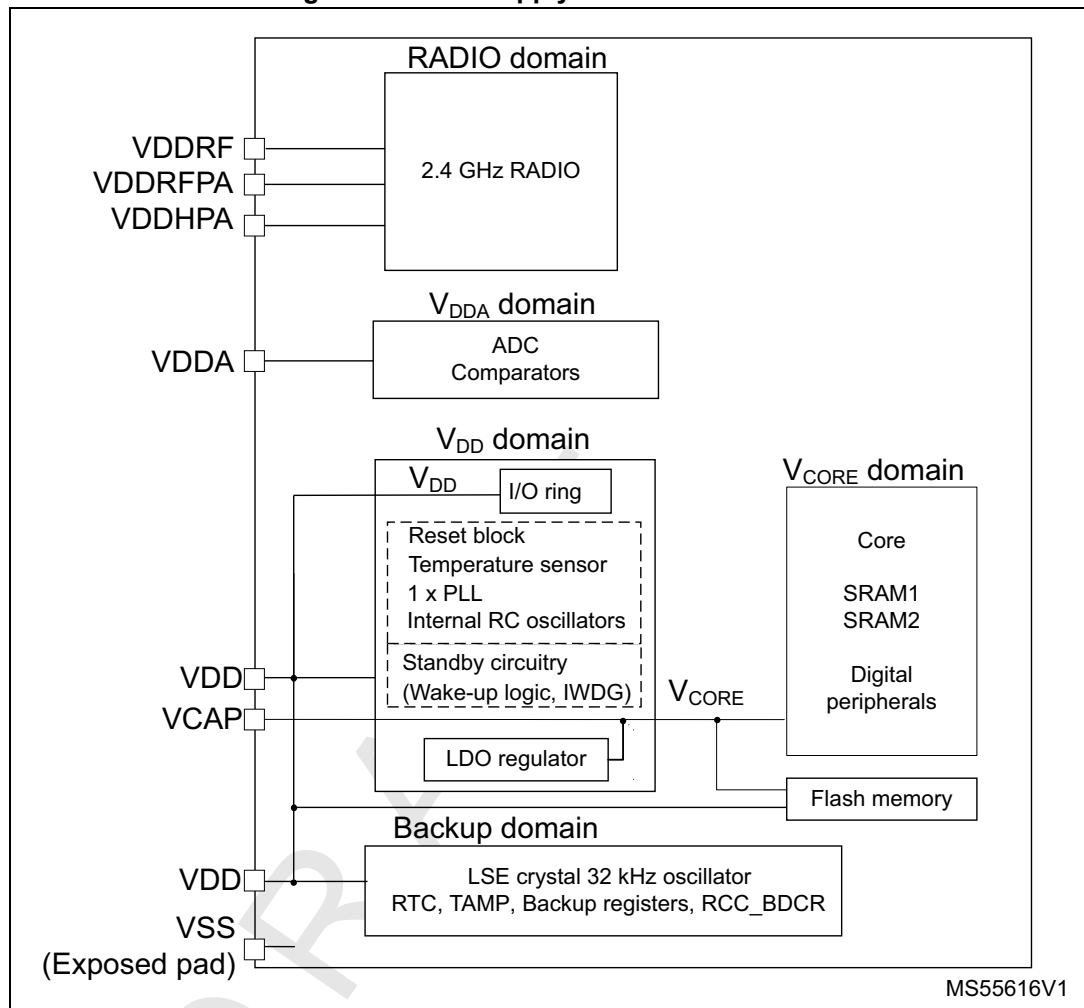 RADIO domain
VDDRF
VDDRFPA
VDDHPA
2.4 GHz RADIO
VDDA domain
VDDA
ADC
Comparators
VDD domain
VDD
I/O ring
Reset block
Temperature sensor
1 x PLL
Internal RC oscillators
Standby circuitry
(Wake-up logic, IWDG)
VDD
VCAP
LDO regulator
VCORE
VCORE domain
Core
SRAM1
SRAM2
Digital
peripherals
Flash memory
Backup domain
VDD
LSE crystal 32 kHz oscillator
RTC, TAMP, Backup registers, RCC_BDCR
VSS
(Exposed pad)
MS55616V1